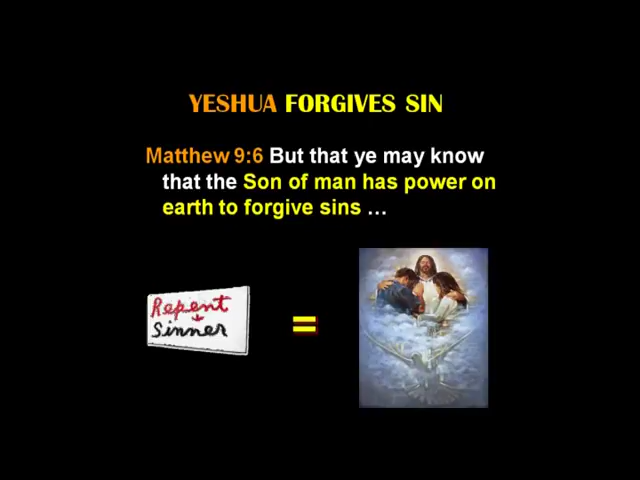 YESHUA FORGIVES SIN
Matthew 9:6 But that ye may know
that the Son of man has power on
earth to forgive sins ...
Repent
Sinner
=